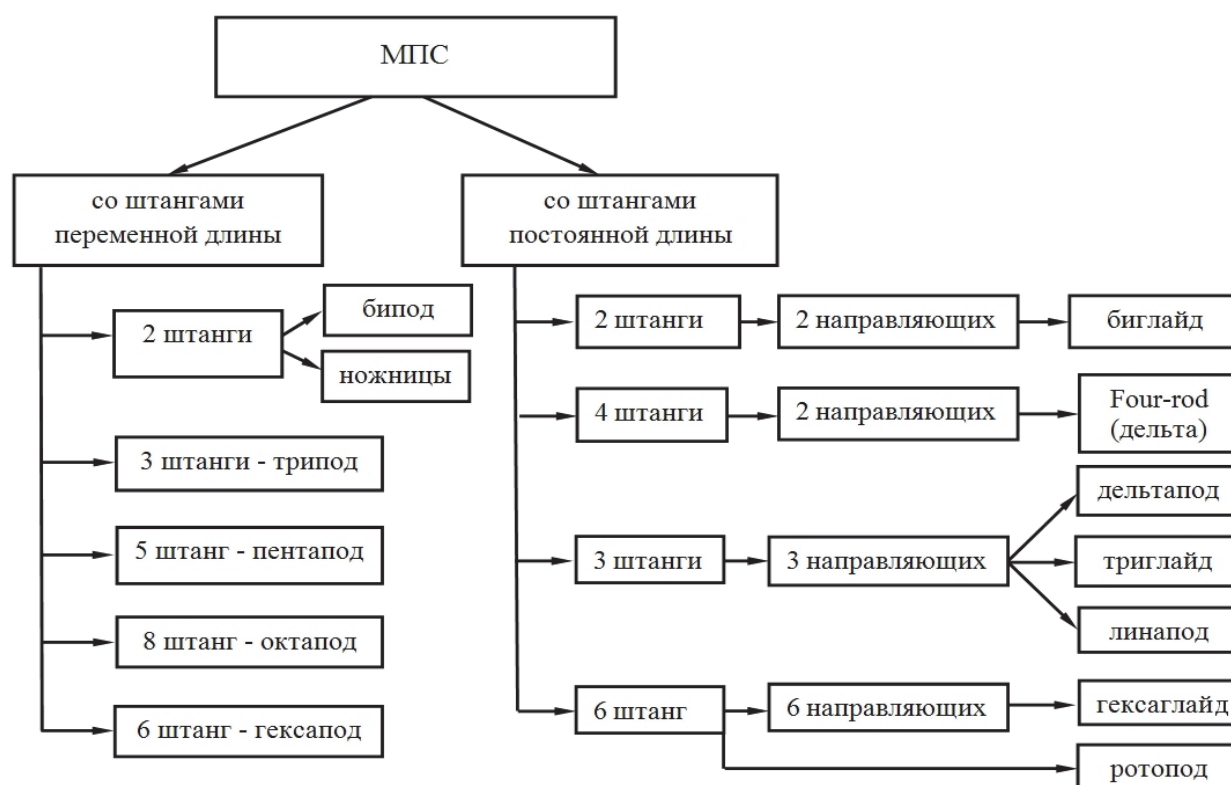 МПС
со штангами
переменной длины
2 штанги
бипод
ножницы
3 штанги - трипод
5 штанг - пентапод
8 штанг - октапод
6 штанг - гексапод
со штангами
постоянной длины
2 штанги
2 направляющих
биглайд
4 штанги
2 направляющих
Four-rod
(дельта)
3 штанги
3 направляющих
дельтапод
триглайд
линапод
6 штанг
6 направляющих
гексаглайд
ротопод